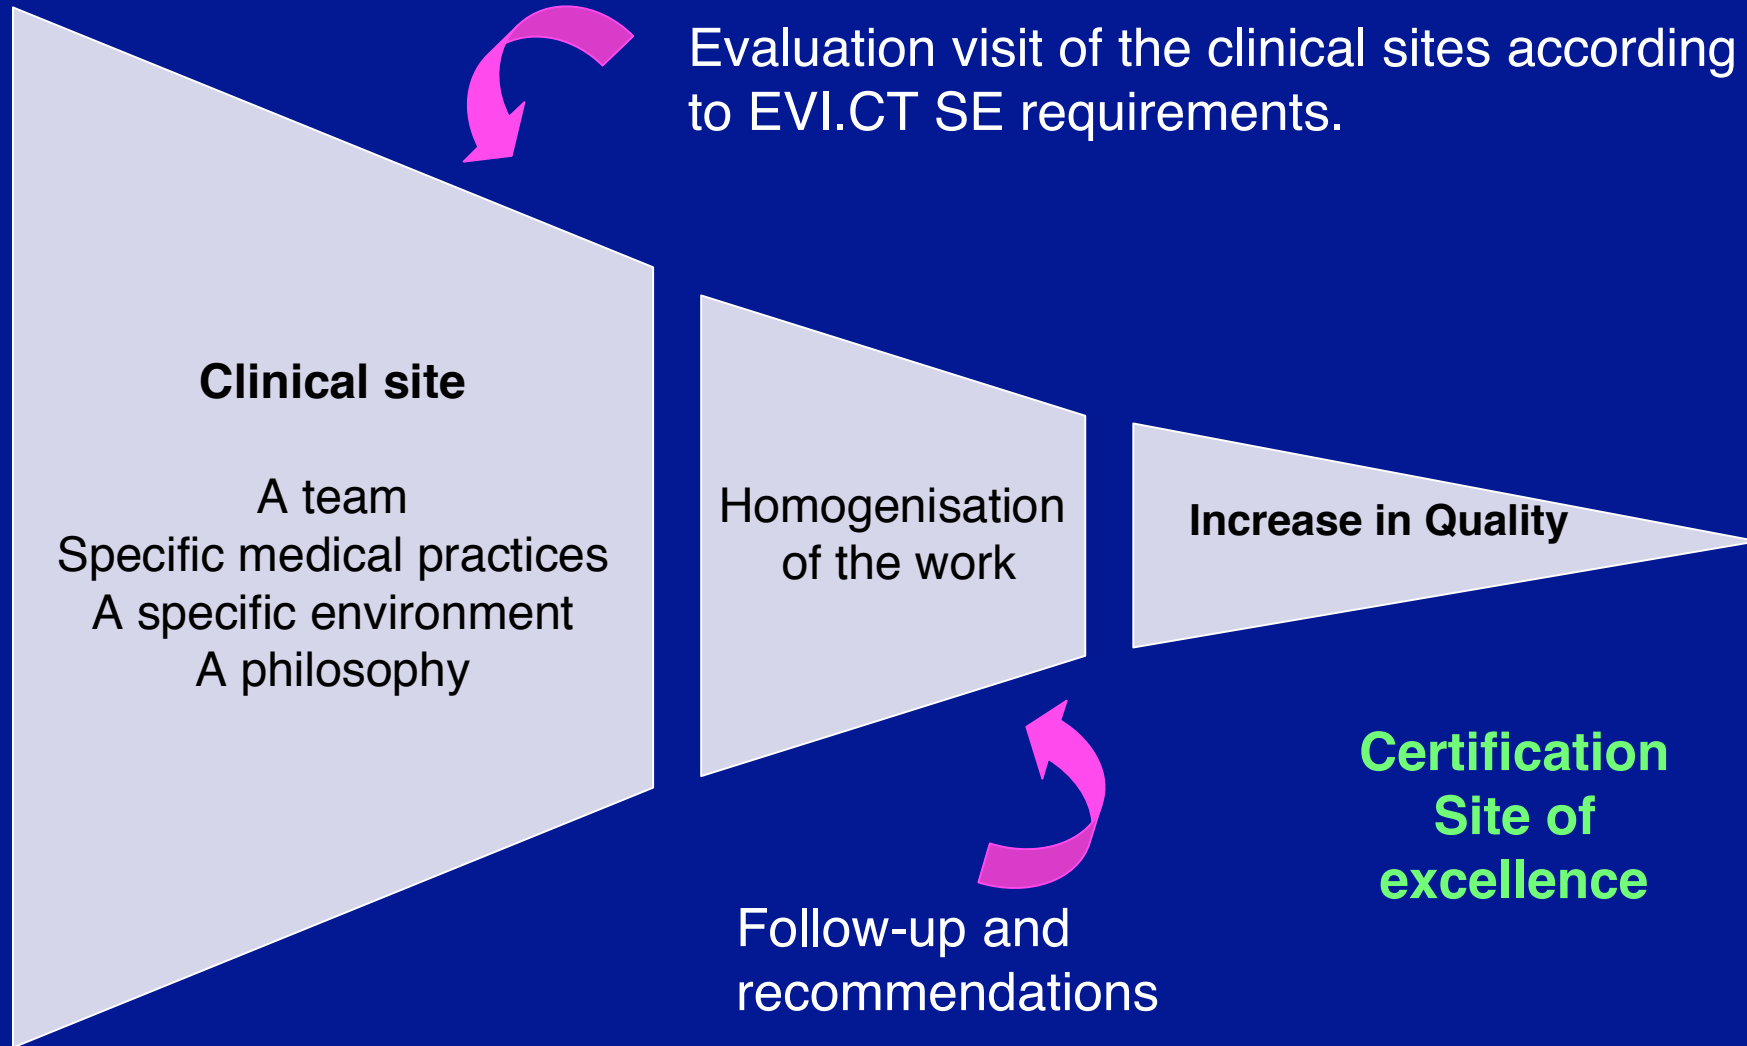 Evaluation visit of the clinical sites according
to EVI.CT SE requirements.
Clinical site
A team
Specific medical practices
A specific environment
A philosophy
Homogenisation
of the work
Increase in Quality
Certification
Site of
excellence
Follow-up and
recommendations